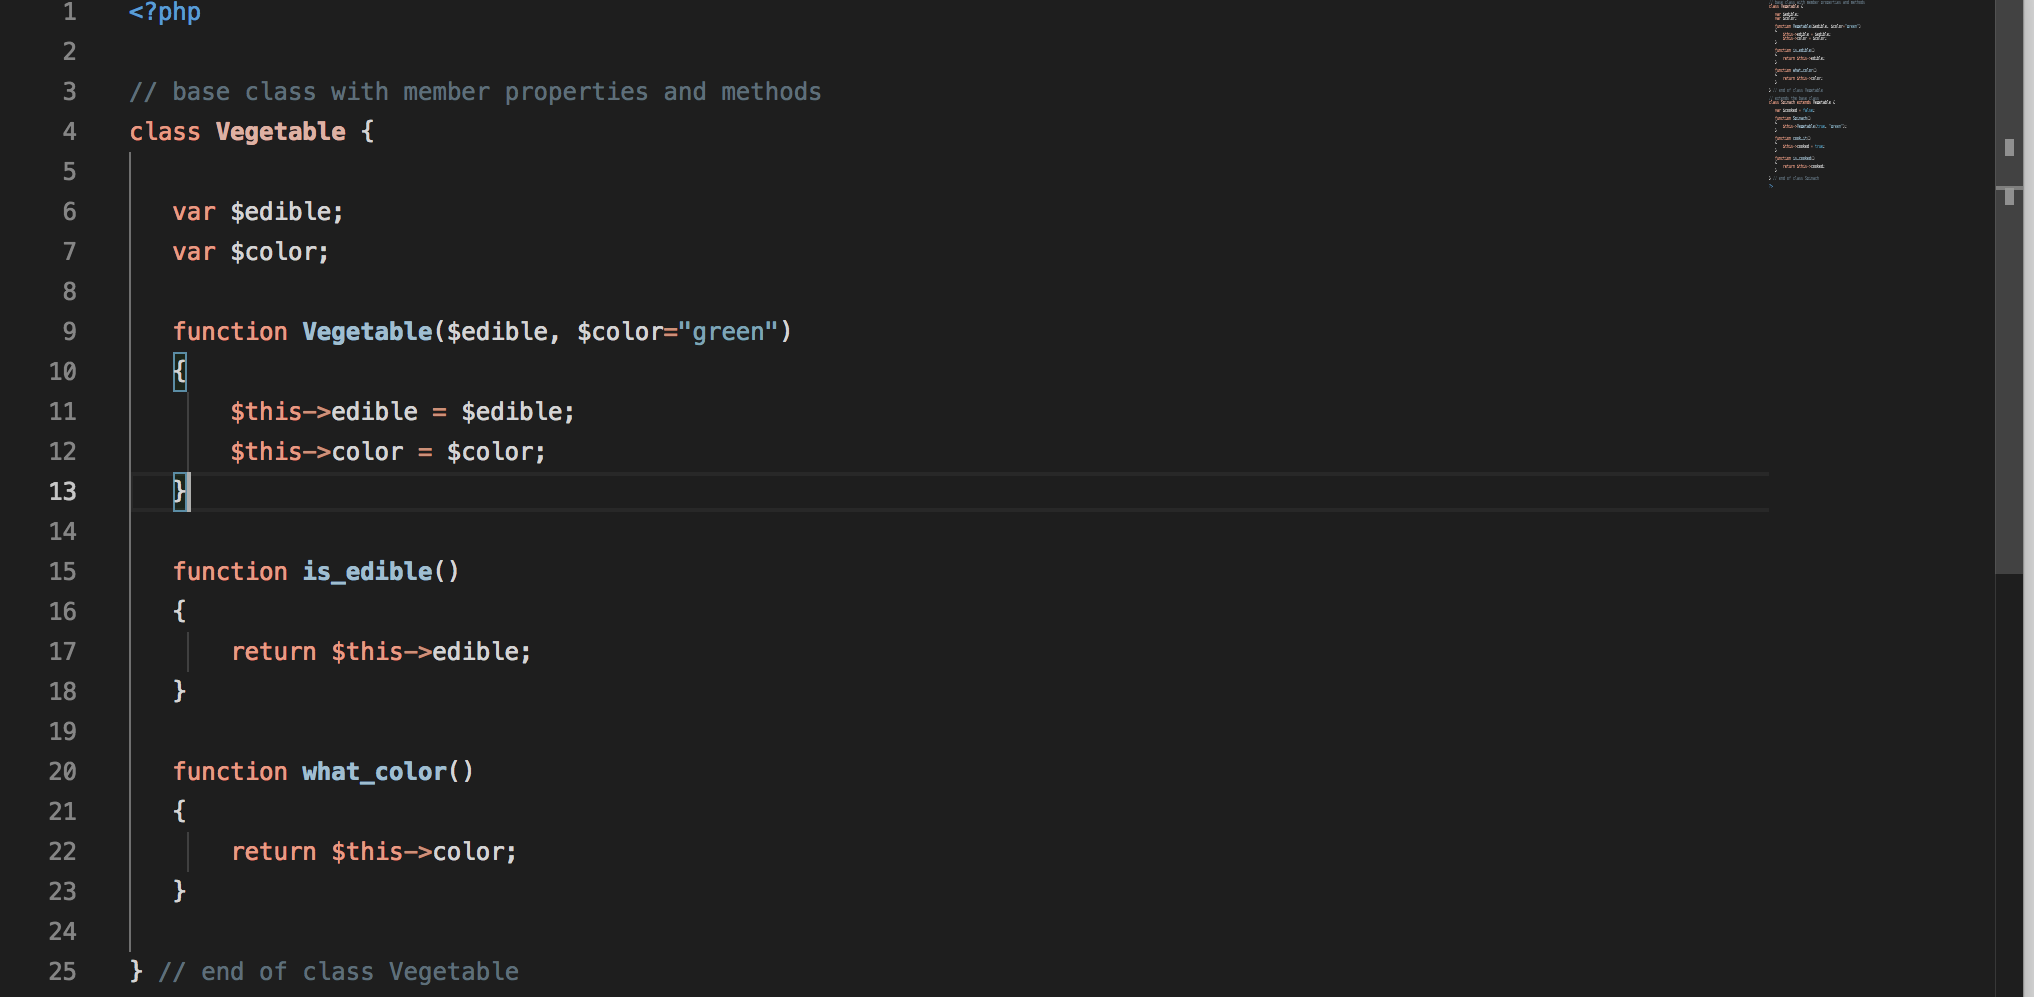 1 <?php
2
3 // base class with member properties and methods
4 class Vegetable {
5
6 var $edible;
7 var $color;
8
9 function Vegetable($edible, $color="green")
10 {
11 $this->edible = $edible;
12 $this->color = $color;
13 }
14
15 function is_edible()
16 {
17 return $this->edible;
18 }
19
20 function what_color()
21 {
22 return $this->color;
23 }
24
25 } // end of class Vegetable